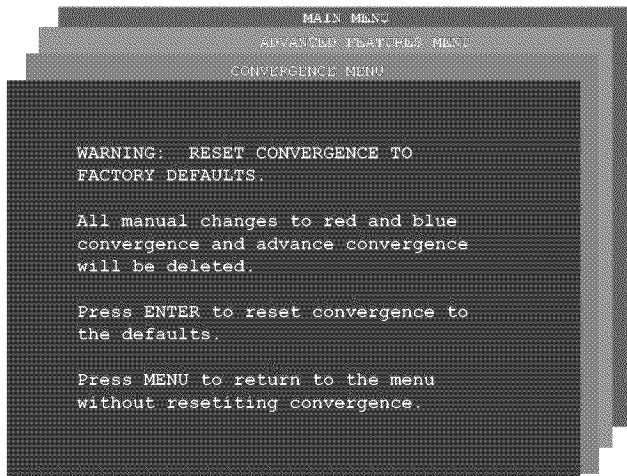 MAIN MENU
ADVANCED FEATURES MENU
CONVERGENCE MENU
WARNING: RESET CONVERGENCE TO
FACTORY DEFAULTS.
All manual changes to red and blue
convergence and advance convergence
will be deleted.
Press ENTER to reset convergence to
the defaults.
Press MENU to return to the menu
without resetiting convergence.